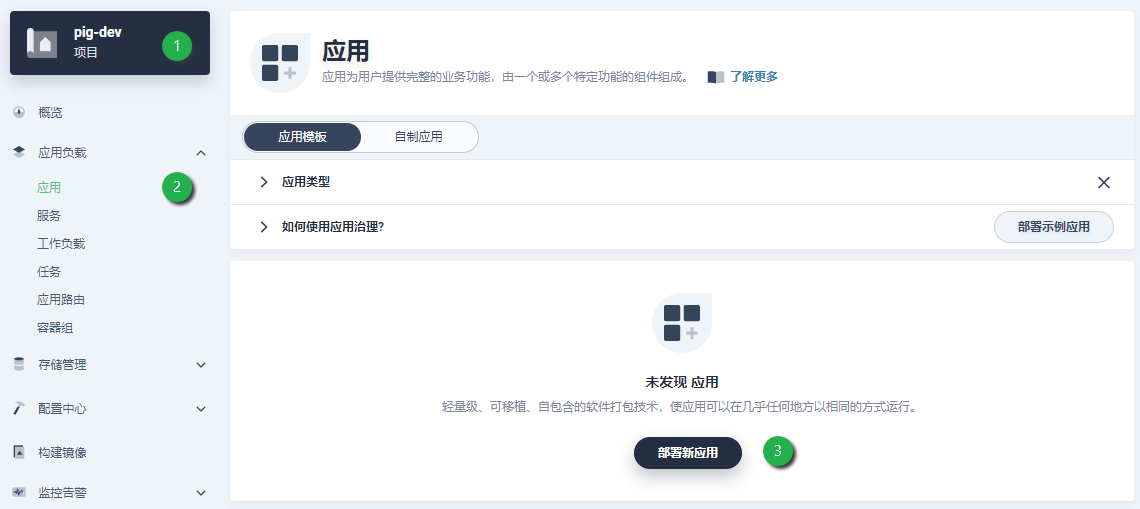 pig-dev
项目
1
概览
应用负载
应用
2
服务
工作负载
任务
应用路由
容器组
存储管理
配置中心
构建镜像
监控告警
应用
应用为用户提供完整的业务功能，由一个或多个特定功能的组件组成。 了解更多
应用模板 自制应用
应用类型
如何使用应用治理?
部署示例应用
未发现 应用
轻量级、可移植、自包含的软件打包技术，使应用可以在几乎任何地方以相同的方式运行。
部署新应用
3